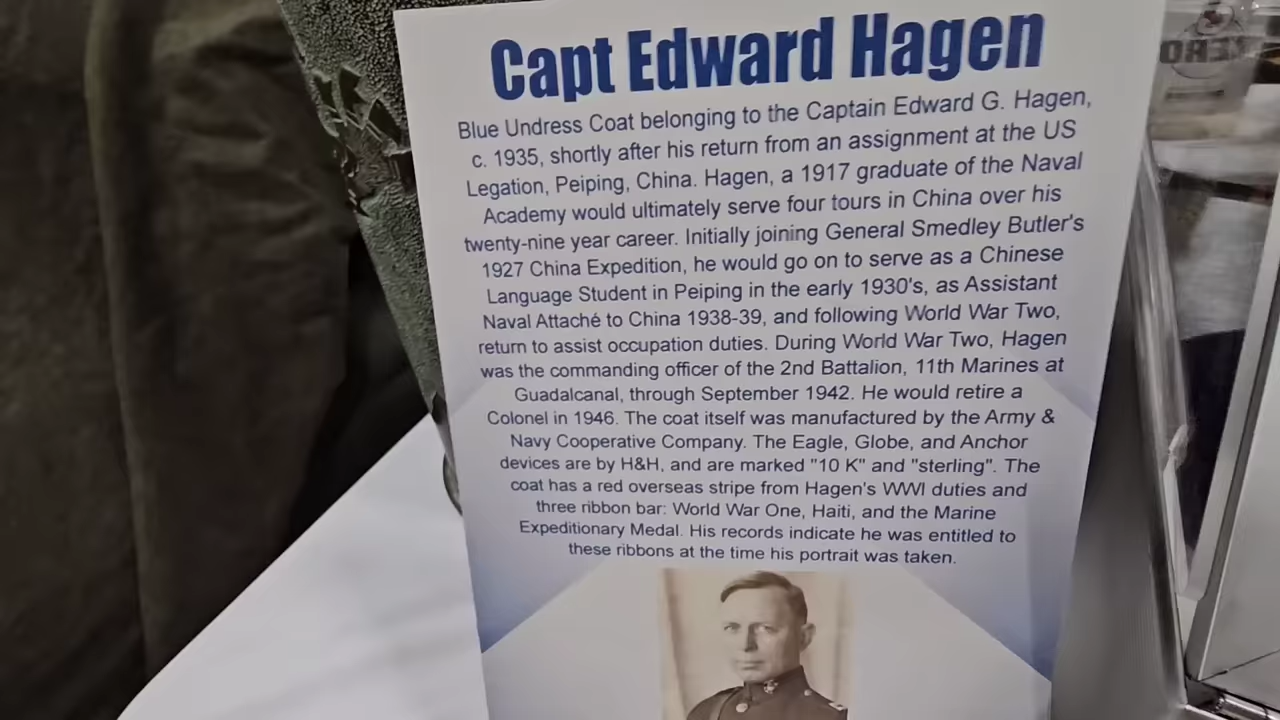 Capt Edward Hagen
Blue Undress Coat belonging to the Captain Edward G. Hagen,
c. 1935, shortly after his return from an assignment at the US
Legation, Peiping, China. Hagen, a 1917 graduate of the Naval
Academy would ultimately serve four tours in China over his
twenty-nine year career. Initially joining General Smedley Butler's
1927 China Expedition, he would go on to serve as a Chinese
Language Student in Peiping in the early 1930's, as Assistant
Naval Attaché to China 1938-39, and following World War Two,
return to assist occupation duties. During World War Two, Hagen
was the commanding officer of the 2nd Battalion, 11th Marines at
Guadalcanal, through September 1942. He would retire a
Colonel in 1946. The coat itself was manufactured by the Army &
Navy Cooperative Company. The Eagle, Globe, and Anchor
devices are by H&H, and are marked "10 K" and "sterling". The
coat has a red overseas stripe from Hagen's WWI duties and
three ribbon bar: World War One, Haiti, and the Marine
Expeditionary Medal. His records indicate he was entitled to
these ribbons at the time his portrait was taken.